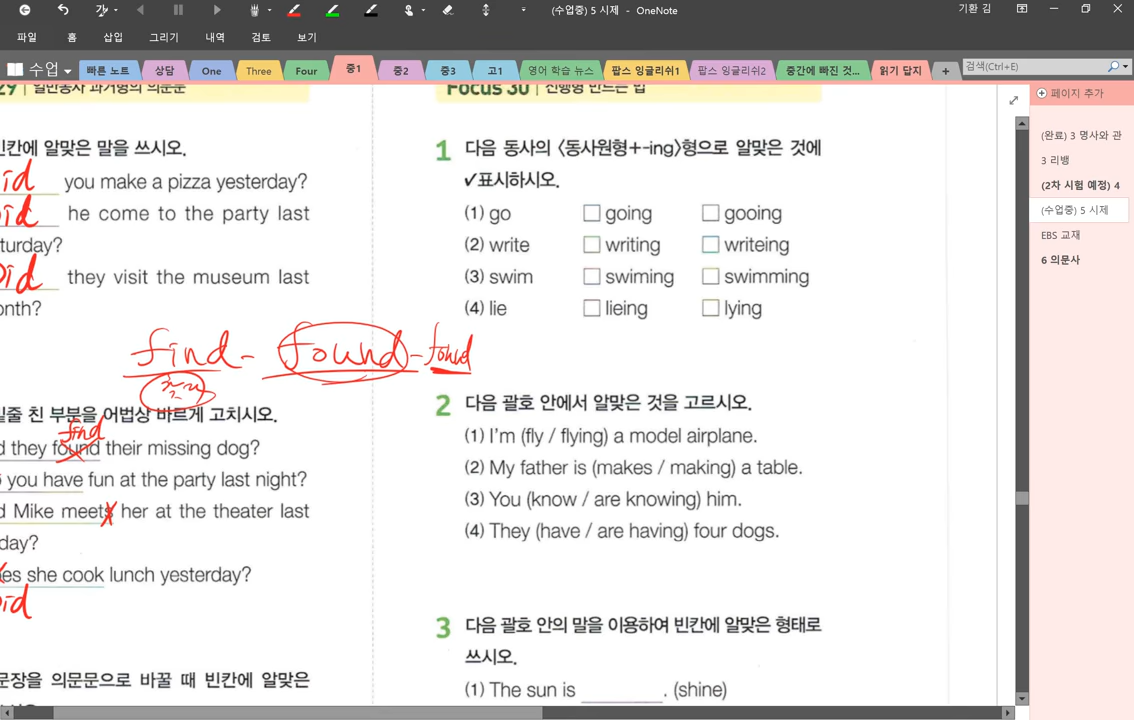 (수업중) 5 시제 - OneNote
기환 김
파일 홈 삽입 그리기 내역 검토 보기
수업 빠른 노트 상담 One Three Four 중1 중2 중3 고1 영어 학습 뉴스 팝스 잉글리쉬1 팝스 잉글리쉬2 중간에 빠진 것... 읽기 답지 + 검색(Ctrl+E)
페이지 추가
(완료) 3 명사와 관
3 리뱅
(2차 시험 예정) 4
(수업중) 5 시제
EBS 교재
6 의문사
29 일반동사 과거형의 의문문
빈칸에 알맞은 말을 쓰시오.
id you make a pizza yesterday?
id he come to the party last
turday?
Did they visit the museum last
onth?
find - found - found
밑줄 친 부분을 어법상 바르게 고치시오.
find
d they found their missing dog?
you have fun at the party last night?
d Mike meets her at the theater last
day?
es she cook lunch yesterday?
id
문장을 의문문으로 바꿀 때 빈칸에 알맞은
Focus 30 진행형 만드는 법
1 다음 동사의 〈동사원형+-ing〉형으로 알맞은 것에
✓표시하시오.
(1) go □ going □ gooing
(2) write □ writing □ writeing
(3) swim □ swiming □ swimming
(4) lie □ lieing □ lying
2 다음 괄호 안에서 알맞은 것을 고르시오.
(1) I'm (fly / flying) a model airplane.
(2) My father is (makes / making) a table.
(3) You (know / are knowing) him.
(4) They (have / are having) four dogs.
3 다음 괄호 안의 말을 이용하여 빈칸에 알맞은 형태로
쓰시오.
(1) The sun is ________. (shine)